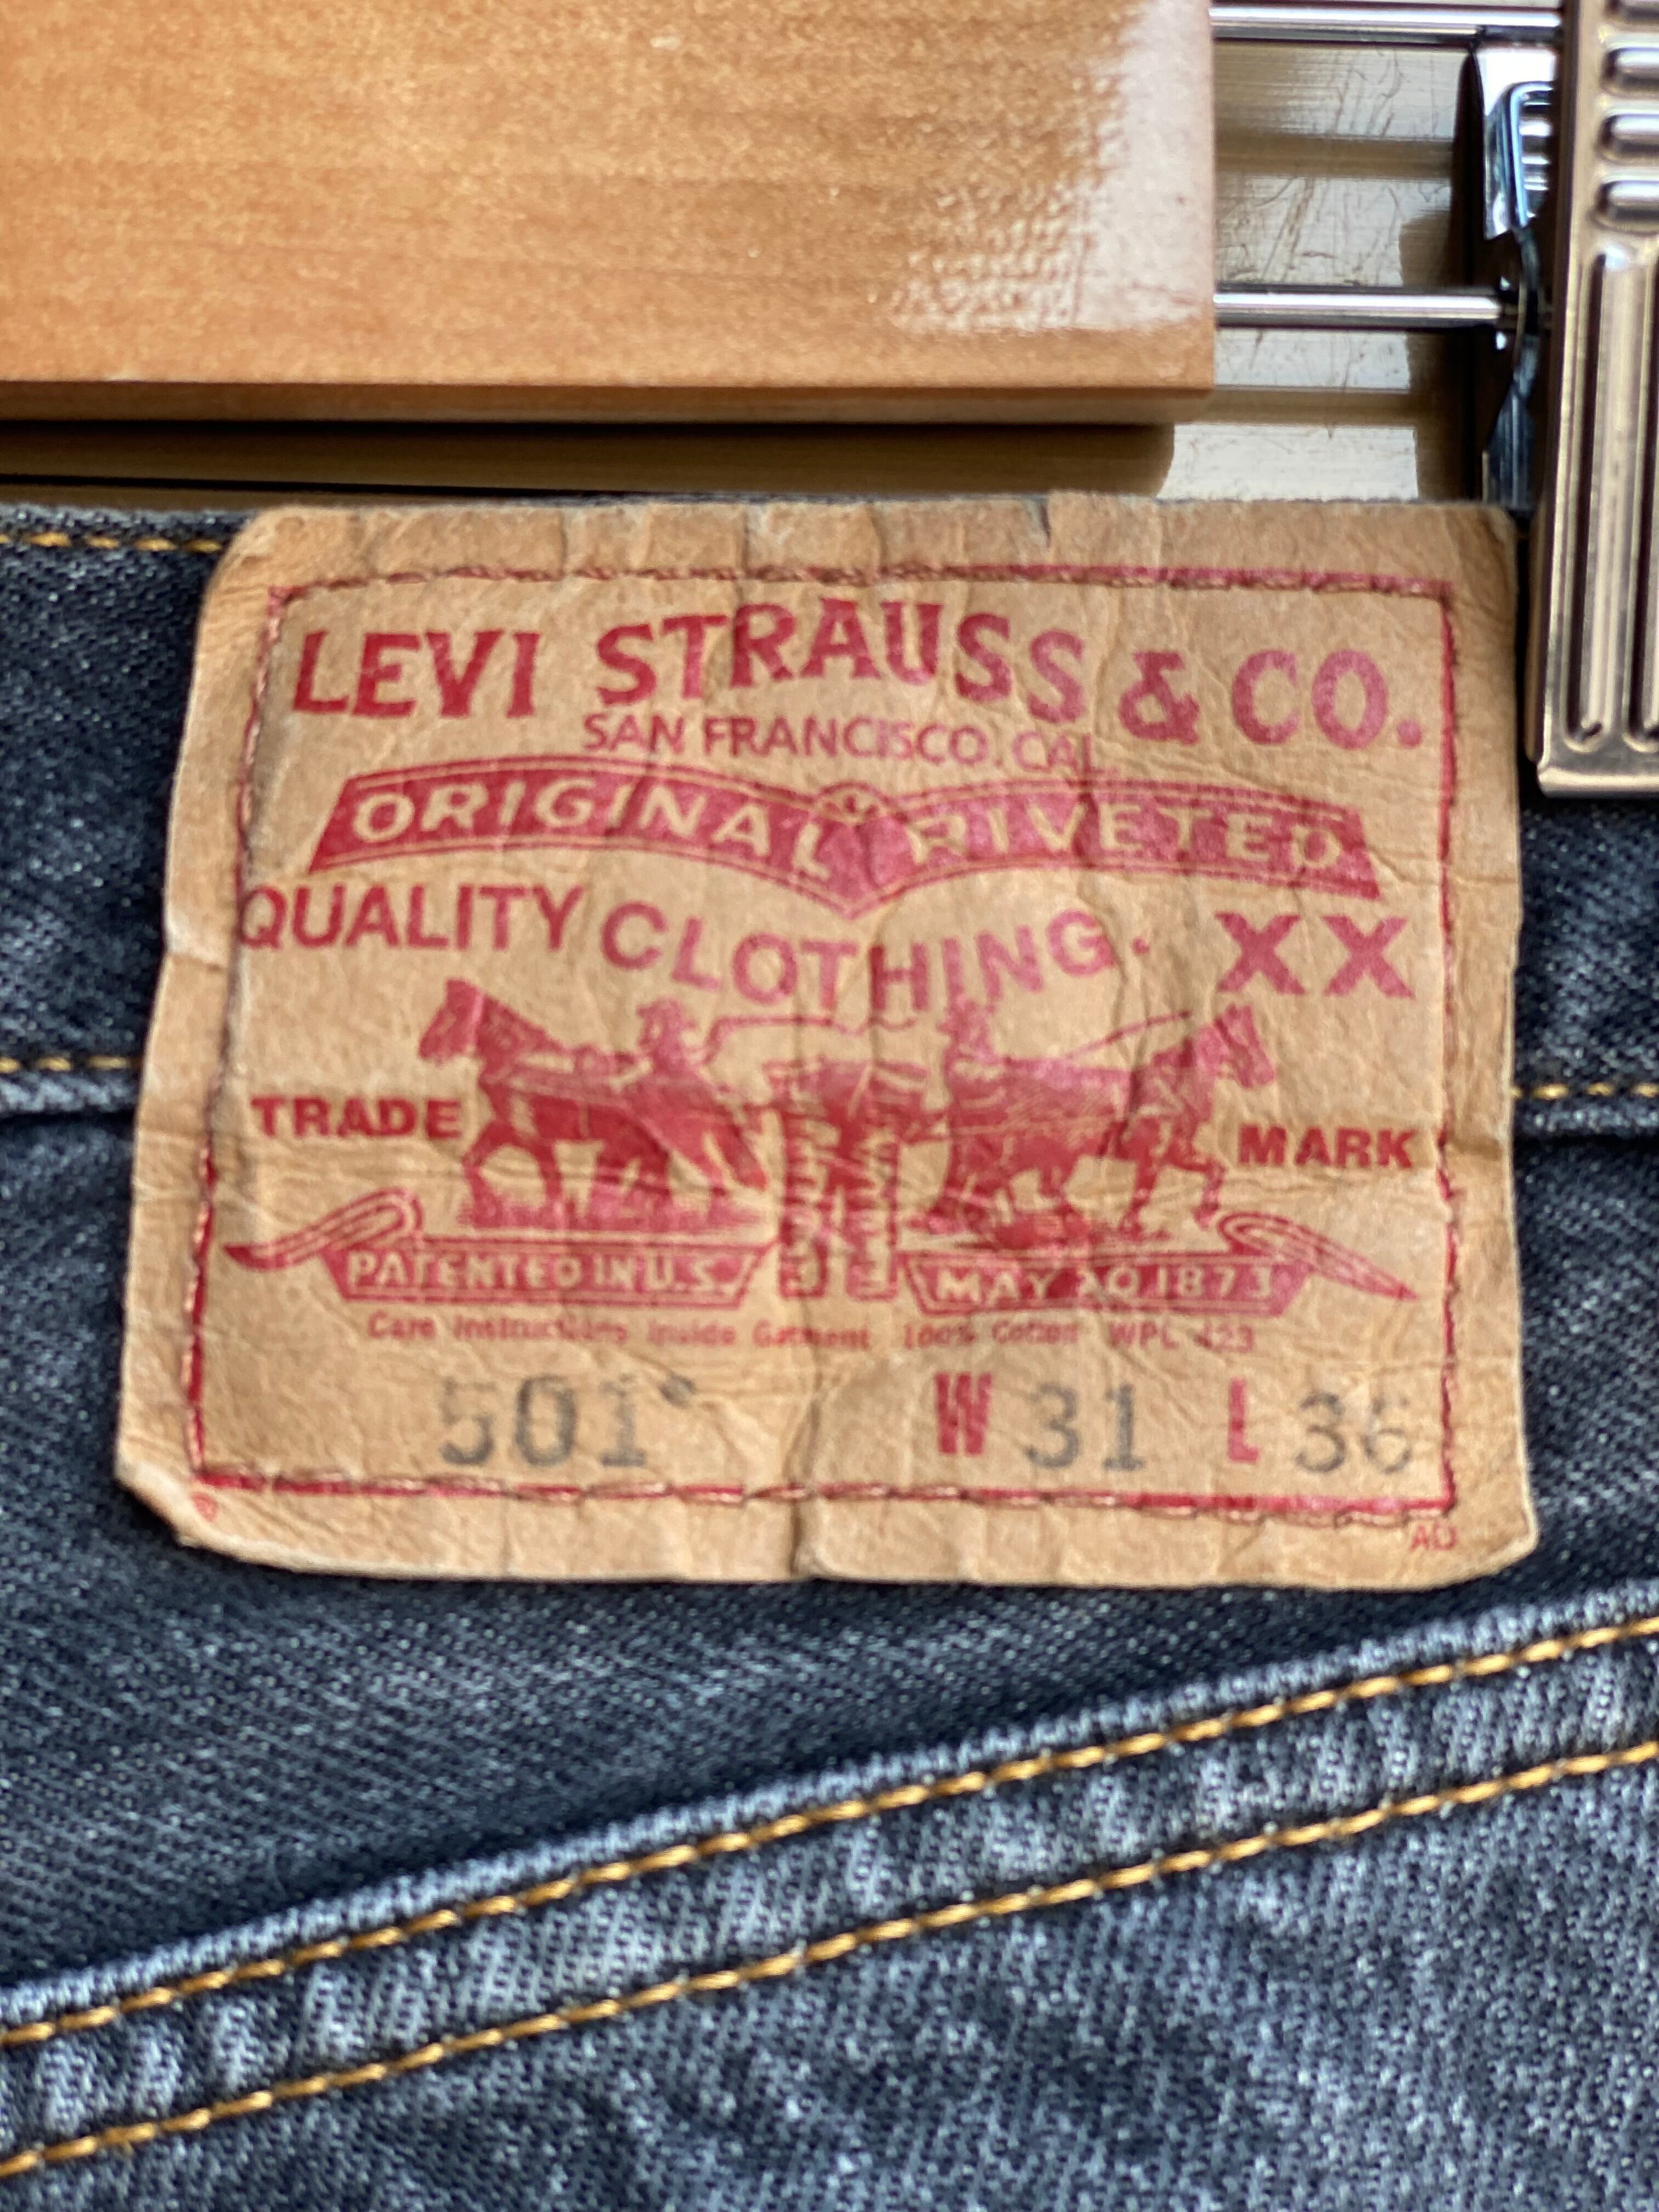 LEVI STRAUSS & CO.
SAN FRANCISCO, CAL.
ORIGINAL RIVETED
QUALITY CLOTHING. XX
TRADE MARK
PATENTED IN U.S. MAY 20 1873
Care Instructions Inside Garment 100% Cotton WPL 423
501® W 31 L 36